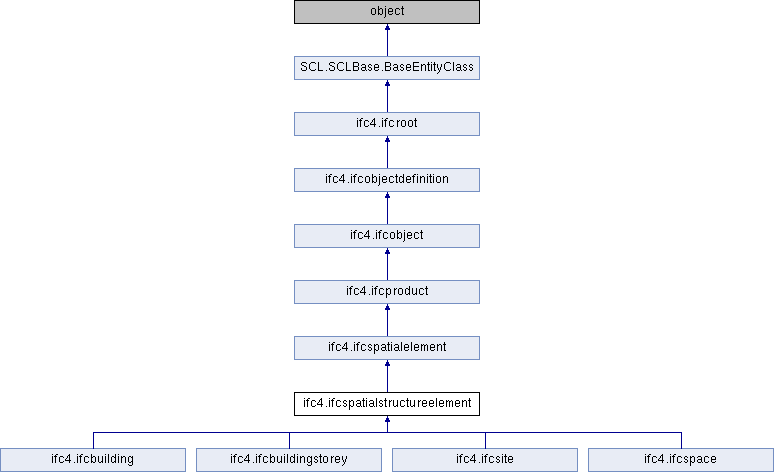 object
SCL.SCLBase.BaseEntityClass
ifc4.ifcroot
ifc4.ifcobjectdefinition
ifc4.ifcobject
ifc4.ifcproduct
ifc4.ifcspatialelement
ifc4.ifcspatialstructureelement
ifc4.ifcbuilding ifc4.ifcbuildingstorey ifc4.ifcsite ifc4.ifcspace